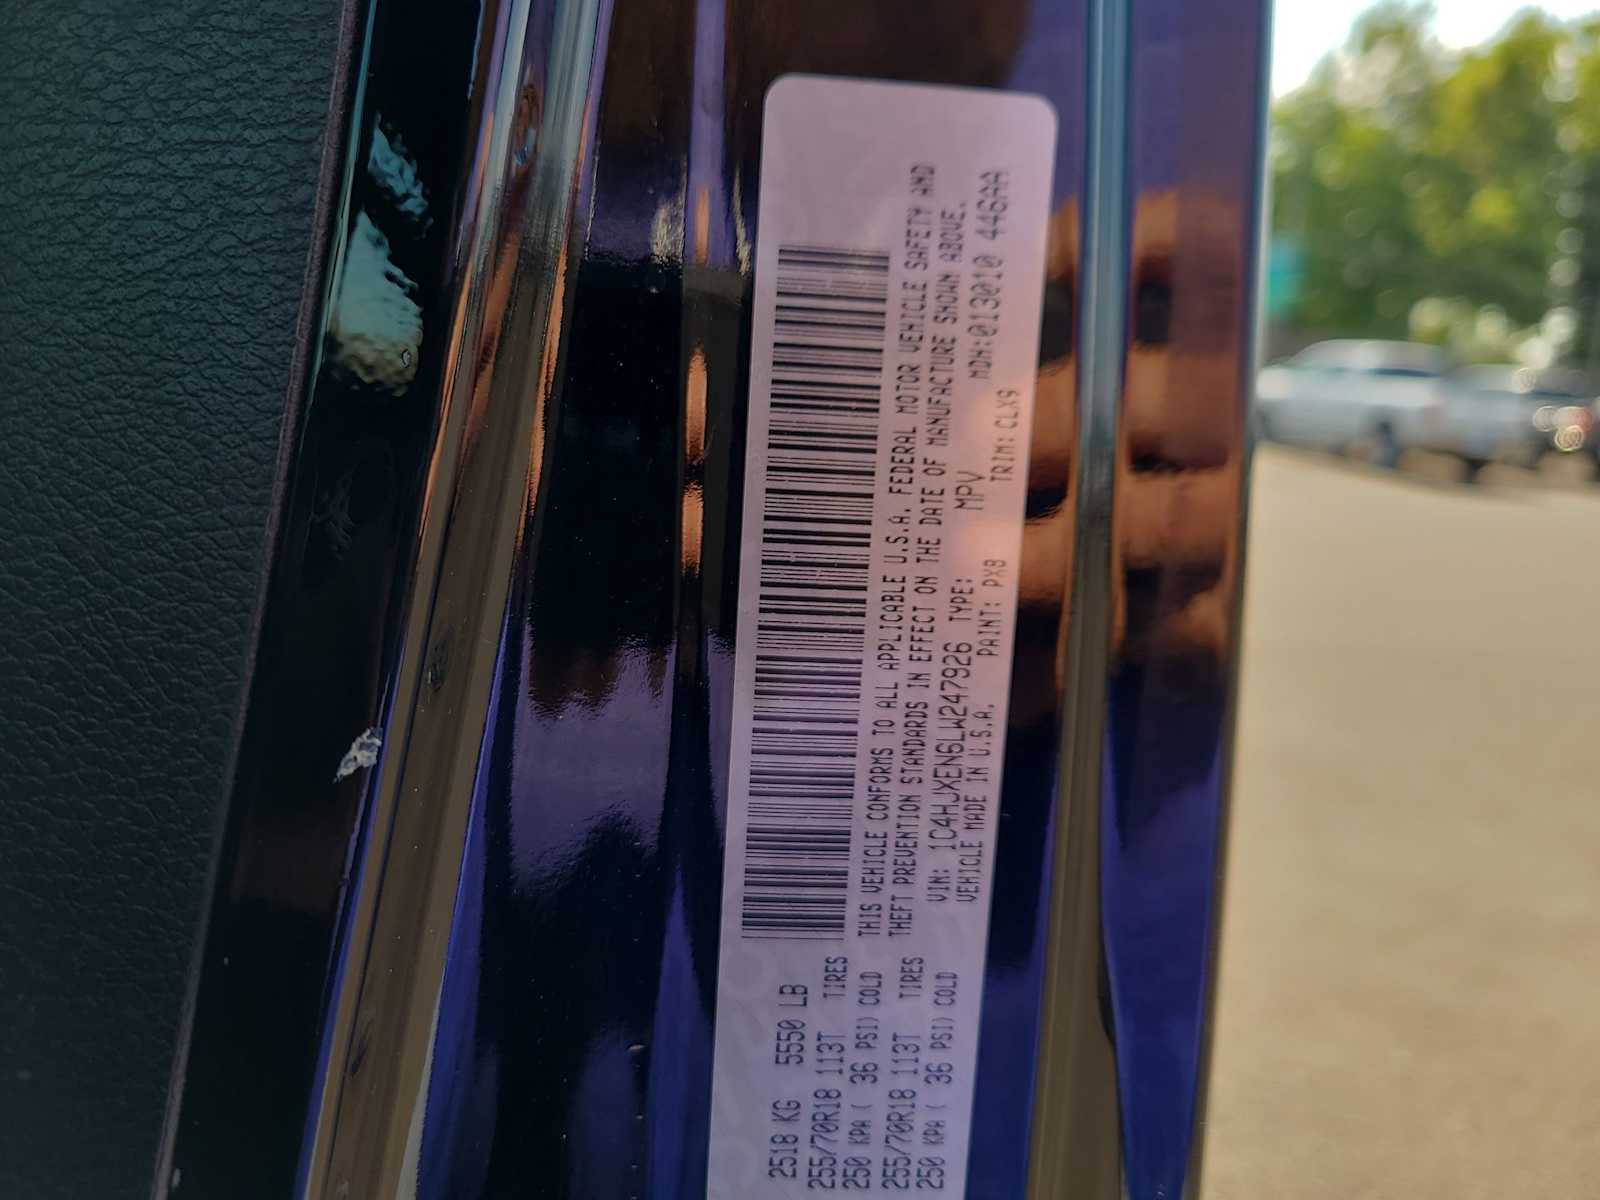 2518 KG 5550 LB
255/70R18 113T TIRES
250 KPA ( 36 PSI) COLD
255/70R18 113T TIRES
250 KPA ( 36 PSI) COLD
THIS VEHICLE CONFORMS TO ALL APPLICABLE U.S.A. FEDERAL MOTOR VEHICLE SAFETY AND
THEFT PREVENTION STANDARDS IN EFFECT ON THE DATE OF MANUFACTURE SHOWN ABOVE.
VIN: 1C4HJXEN6LW247926 TYPE: MPV MDH:013010 446AA
VEHICLE MADE IN U.S.A. PAINT: PX8 TRIM: CLX9